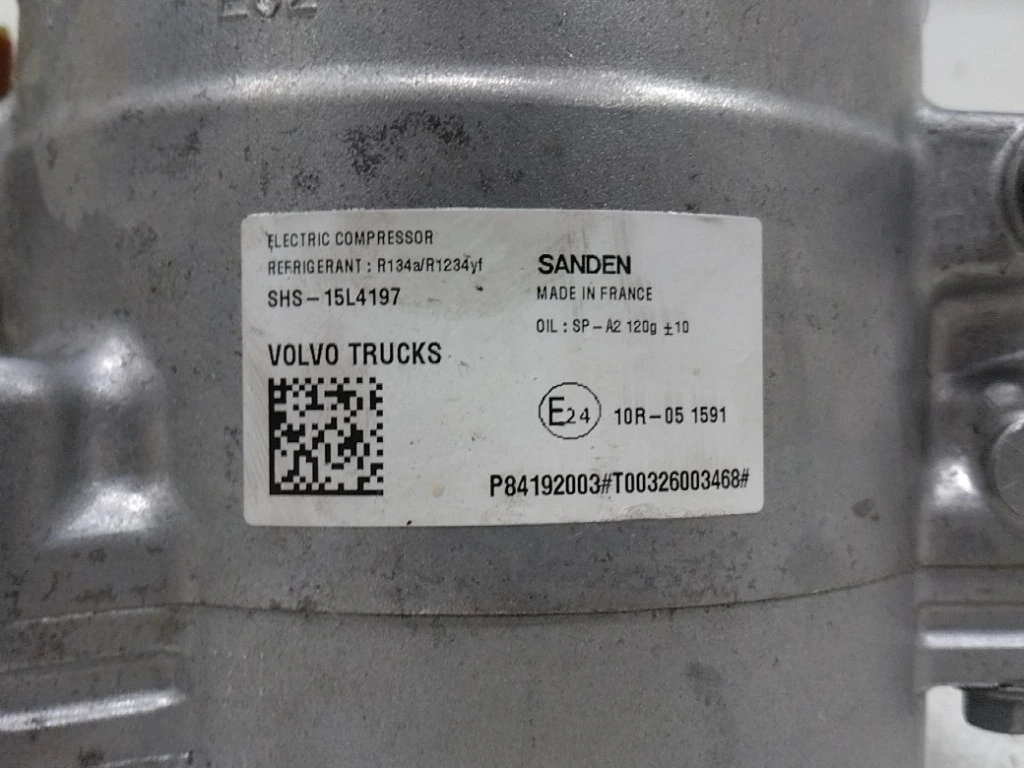 ELECTRIC COMPRESSOR
REFRIGERANT : R134a/R1234yf
SHS-15L4197
SANDEN
MADE IN FRANCE
OIL : SP-A2 120g ±10
VOLVO TRUCKS
E24 10R-05 1591
P84192003#T00326003468#